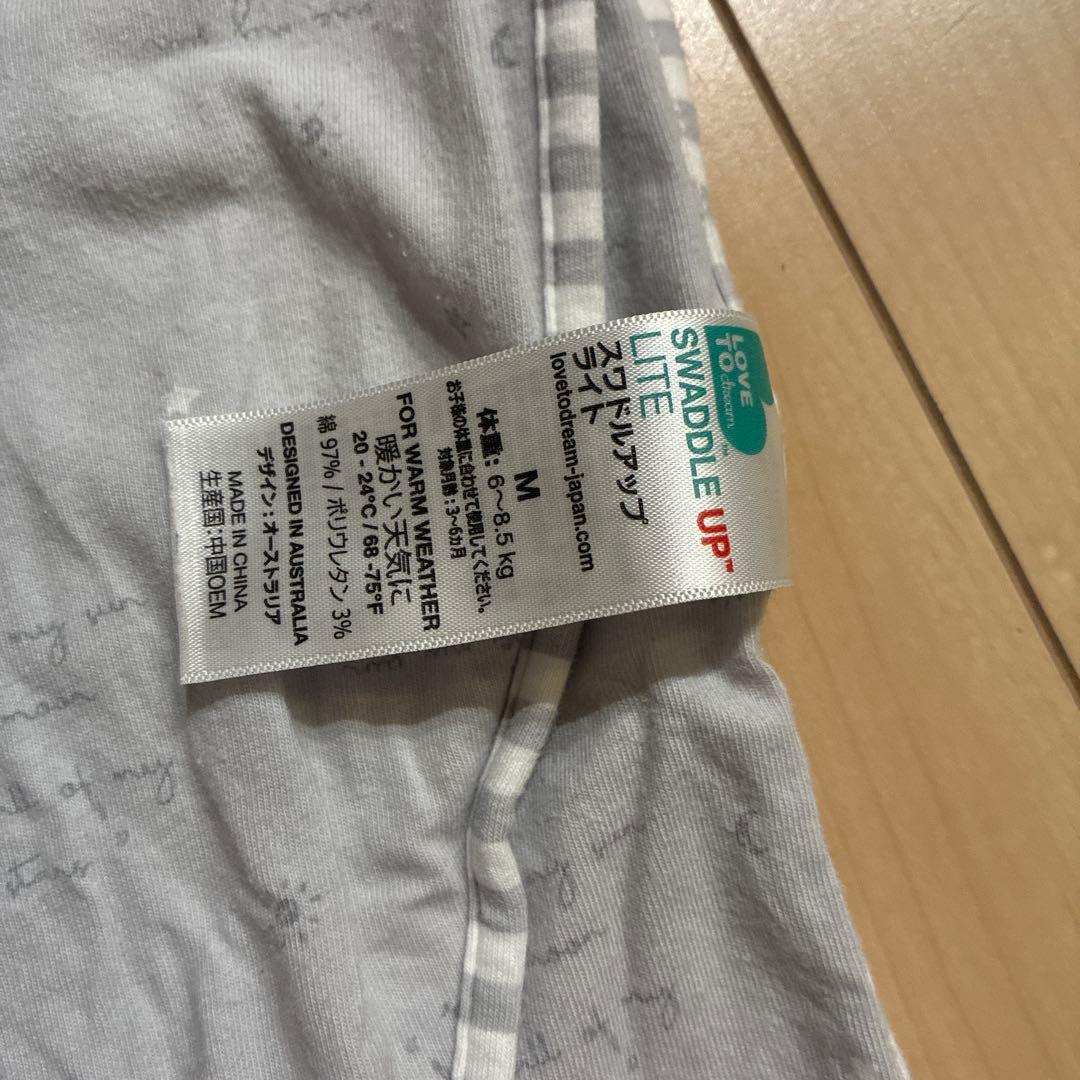 LOVE
TO dream™
SWADDLE UP™
LITE
スワドルアップ
ライト
lovetodream-japan.com
M
体重：6～8.5 kg
対象月齢：3～6カ月
お子様の体重に合わせて使用してください。
FOR WARM WEATHER
暖かい天気に
20 - 24°C / 68 -75°F
綿 97% / ポリウレタン 3%
DESIGNED IN AUSTRALIA
デザイン：オーストラリア
MADE IN CHINA
生産国：中国OEM
of my
my